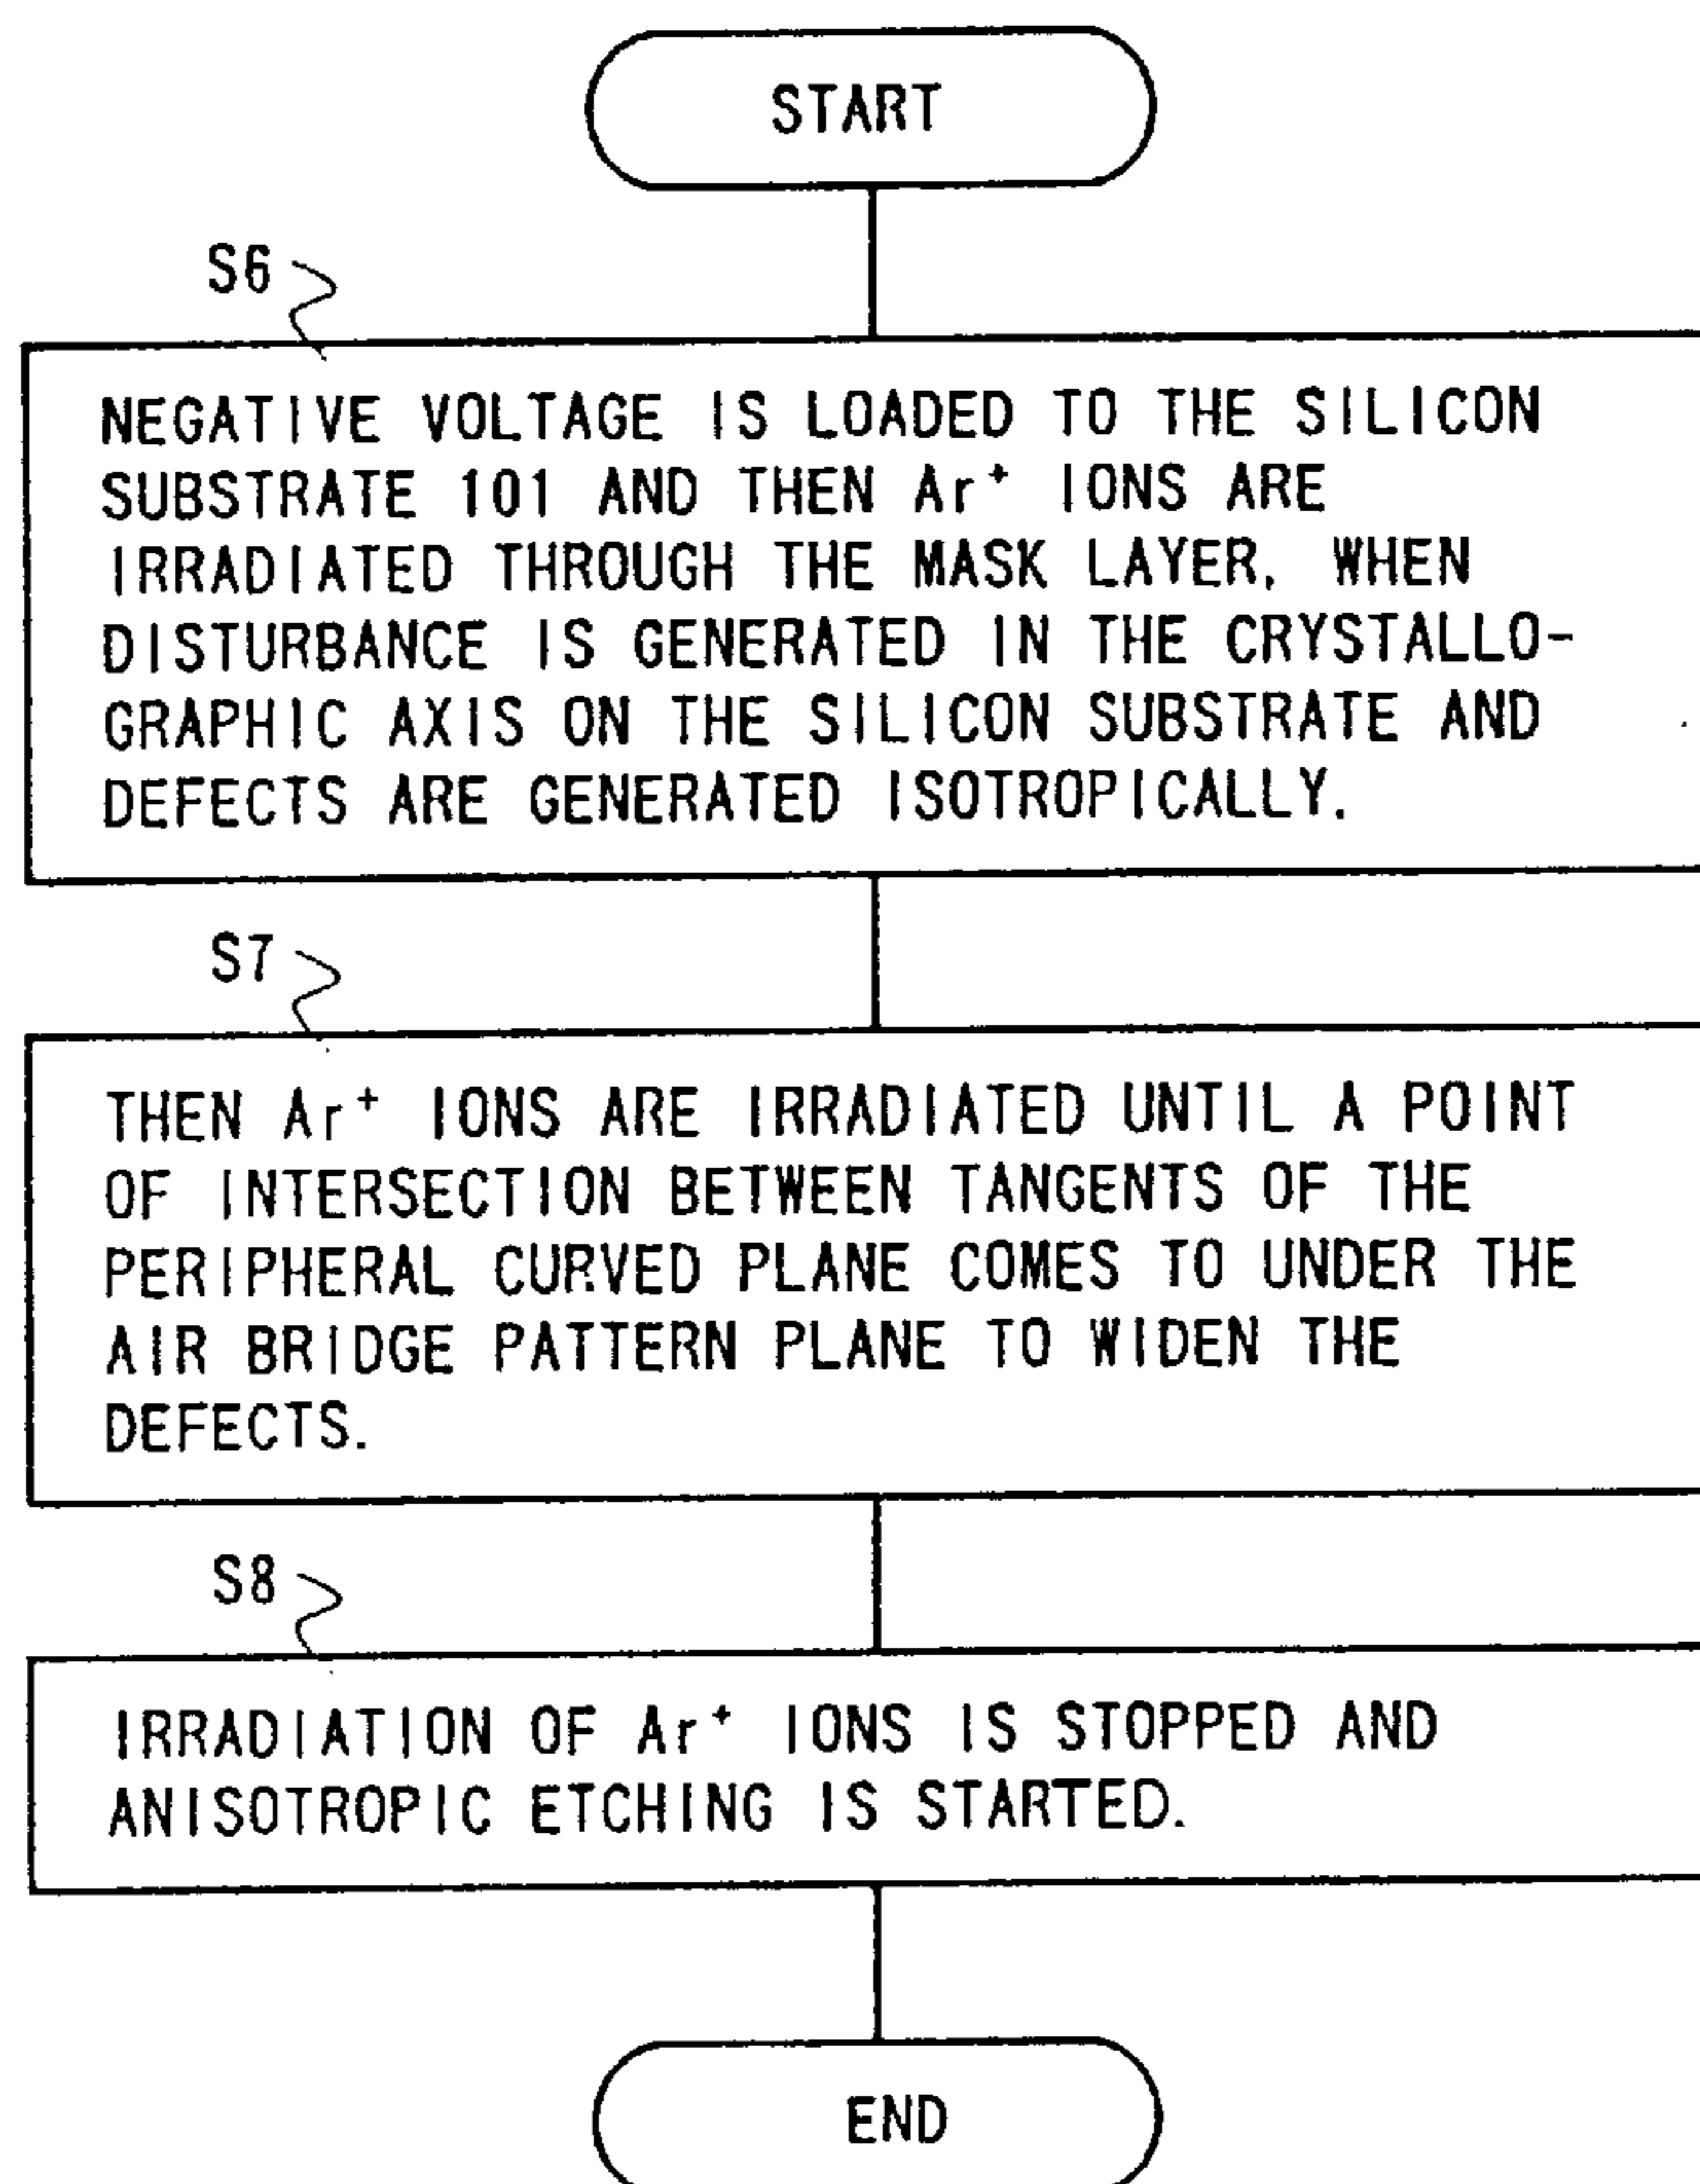 START
S6
NEGATIVE VOLTAGE IS LOADED TO THE SILICON
SUBSTRATE 101 AND THEN Ar⁺ IONS ARE
IRRADIATED THROUGH THE MASK LAYER, WHEN
DISTURBANCE IS GENERATED IN THE CRYSTALLO-
GRAPHIC AXIS ON THE SILICON SUBSTRATE AND
DEFECTS ARE GENERATED ISOTROPICALLY.
S7
THEN Ar⁺ IONS ARE IRRADIATED UNTIL A POINT
OF INTERSECTION BETWEEN TANGENTS OF THE
PERIPHERAL CURVED PLANE COMES TO UNDER THE
AIR BRIDGE PATTERN PLANE TO WIDEN THE
DEFECTS.
S8
IRRADIATION OF Ar⁺ IONS IS STOPPED AND
ANISOTROPIC ETCHING IS STARTED.
END